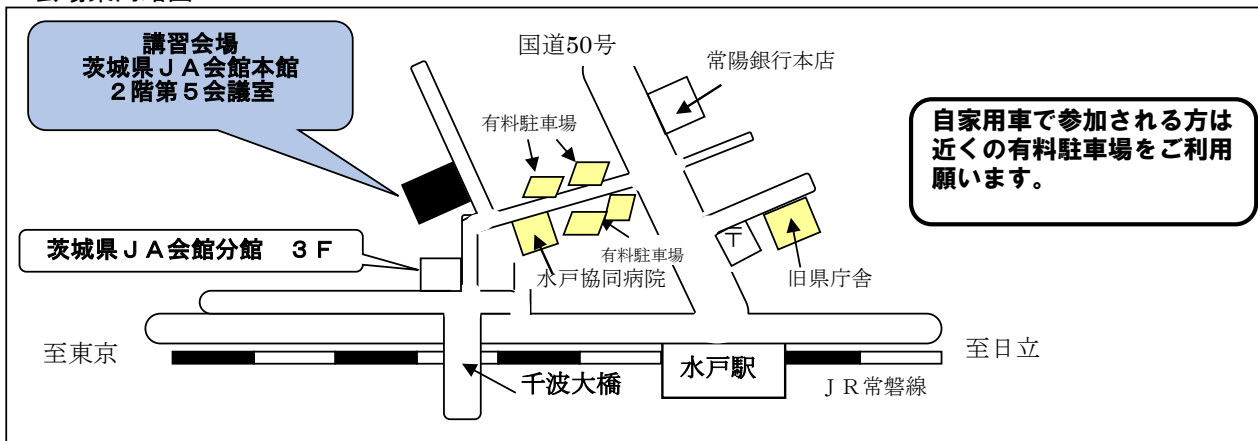 講習会場
茨城県ＪＡ会館本館
２階第５会議室
国道50号
常陽銀行本店
有料駐車場
自家用車で参加される方は
近くの有料駐車場をご利用
願います。
茨城県ＪＡ会館分館　３Ｆ
〒
有料駐車場
水戸協同病院
旧県庁舎
至東京
至日立
水戸駅
千波大橋
ＪＲ常磐線